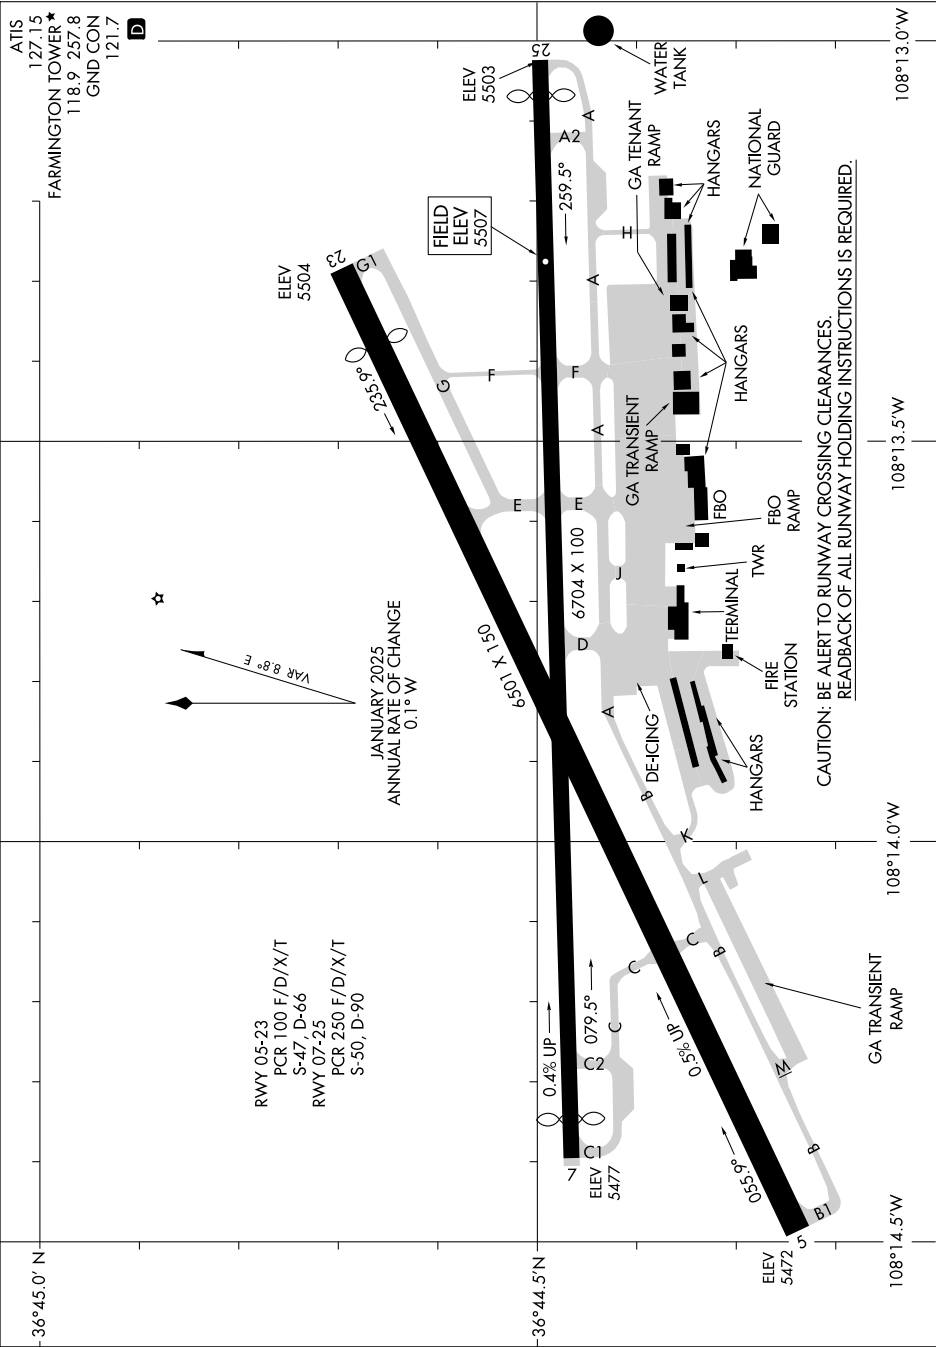 ATIS
127.15
FARMINGTON TOWER★
118.9 257.8
GND CON
121.7
D
36°45.0' N
36°44.5'N
108°13.0'W
108°13.5'W
108°14.0'W
108°14.5'W
RWY 05-23
PCR 100 F/D/X/T
S-47, D-66
RWY 07-25
PCR 250 F/D/X/T
S-50, D-90
VAR 8.8° E
JANUARY 2025
ANNUAL RATE OF CHANGE
0.1° W
ELEV
5504
23
G1
235.9°
G
F
E
6501 X 150
FIELD
ELEV
5507
ELEV
5503
25
A2
A
259.5°
A
F
A
E
6704 X 100
J
D
A
H
WATER
TANK
GA TENANT
RAMP
HANGARS
NATIONAL
GUARD
HANGARS
GA TRANSIENT
RAMP
FBO
FBO
RAMP
TWR
TERMINAL
FIRE
STATION
DE-ICING
HANGARS
B
K
L
C
B
C
C
0.4% UP
079.5°
C2
C1
7
ELEV
5477
0.5% UP
055.9°
W
B
B1
5
ELEV
5472
GA TRANSIENT
RAMP
CAUTION: BE ALERT TO RUNWAY CROSSING CLEARANCES.
READBACK OF ALL RUNWAY HOLDING INSTRUCTIONS IS REQUIRED.